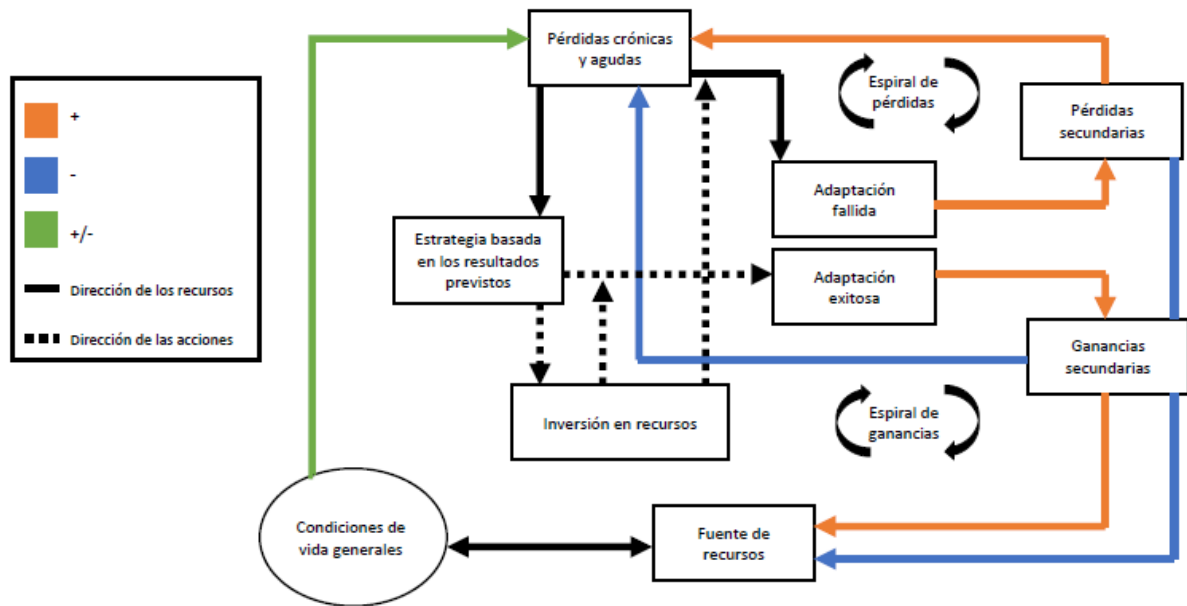 +
-
+/-
Dirección de los recursos
Dirección de las acciones
Pérdidas crónicas
y agudas
Espiral de
pérdidas
Pérdidas
secundarias
Adaptación
fallida
Estrategia basada
en los resultados
previstos
Adaptación
exitosa
Ganancias
secundarias
Inversión en recursos
Espiral de
ganancias
Condiciones de
vida generales
Fuente de
recursos